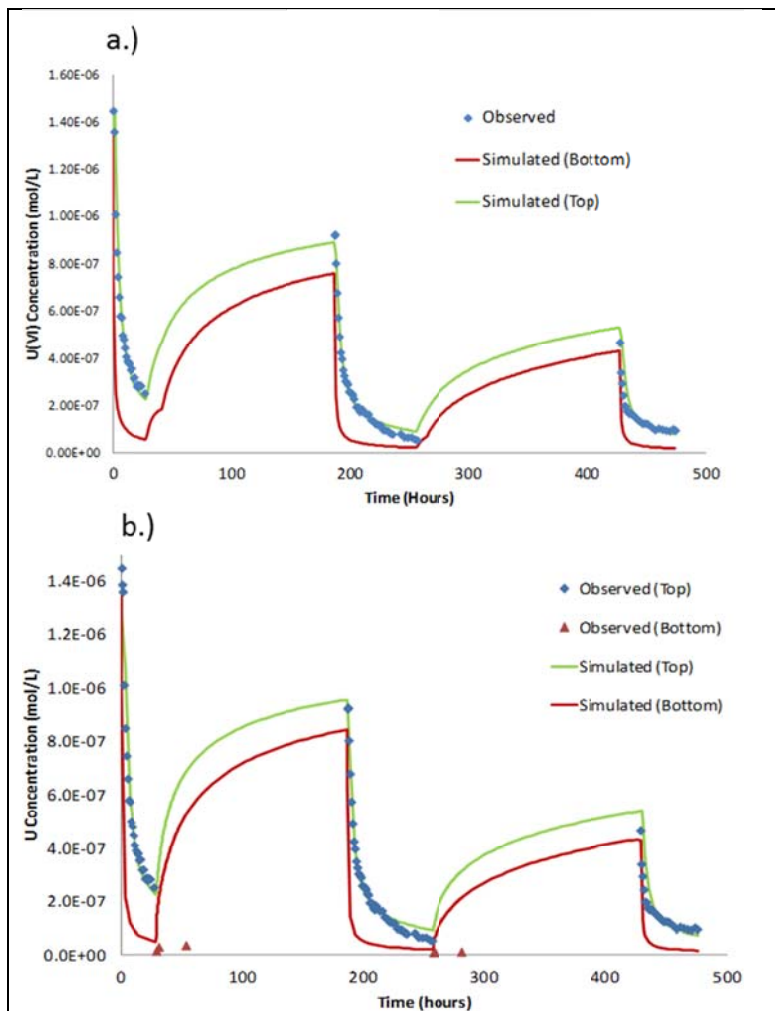 a.)
1.60E-06
1.40E-06
1.20E-06
1.00E-06
8.00E-07
6.00E-07
4.00E-07
2.00E-07
0.00E+00
U(VI) Concentration (mol/L)
Observed
Simulated (Bottom)
Simulated (Top)
0 100 200 300 400 500
Time (Hours)
b.)
1.4E-06
1.2E-06
1.0E-06
8.0E-07
6.0E-07
4.0E-07
2.0E-07
0.0E+00
U Concentration (mol/L)
Observed (Top)
Observed (Bottom)
Simulated (Top)
Simulated (Bottom)
0 100 200 300 400 500
Time (hours)